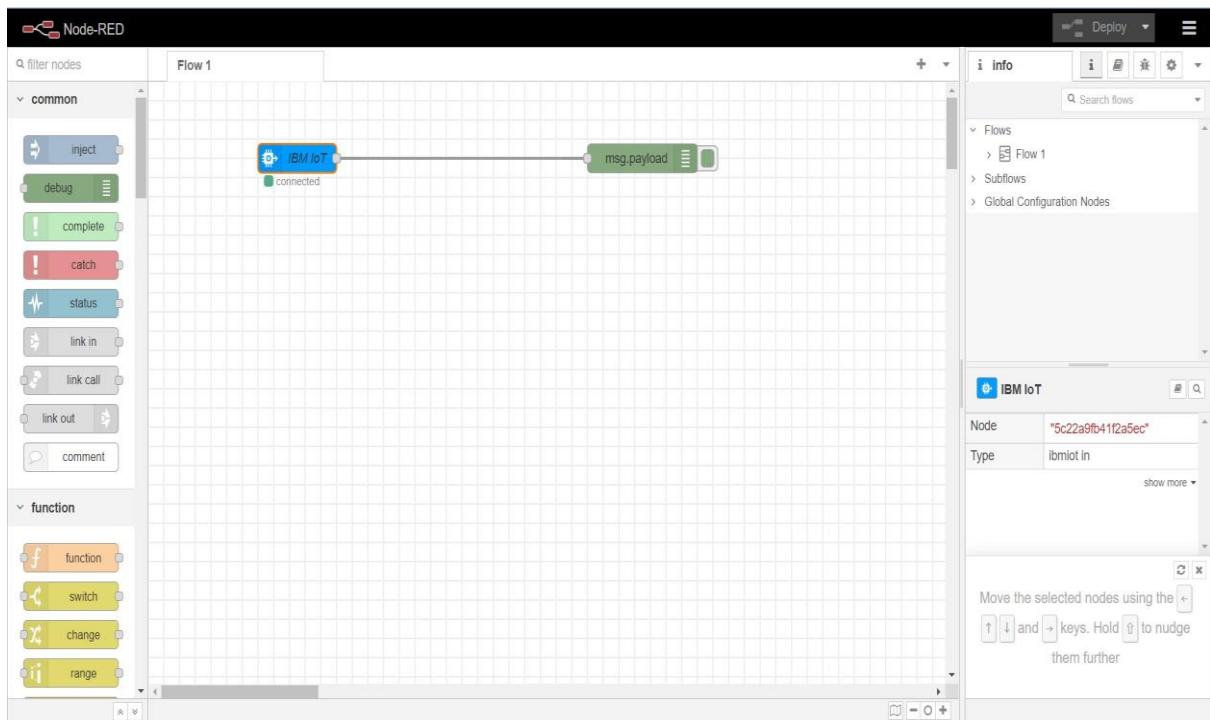 Node-RED
Deploy
filter nodes
Flow 1
i info
i
common
Search flows
inject
debug
complete
catch
status
link in
link call
link out
comment
function
function
switch
change
range
IBM IoT
connected
msg.payload
Flows
Flow 1
Subflows
Global Configuration Nodes
IBM IoT
Node "5c22a9fb41f2a5ec"
Type ibmiot in
show more
Move the selected nodes using the ←
↑ ↓ and → keys. Hold ⇧ to nudge
them further